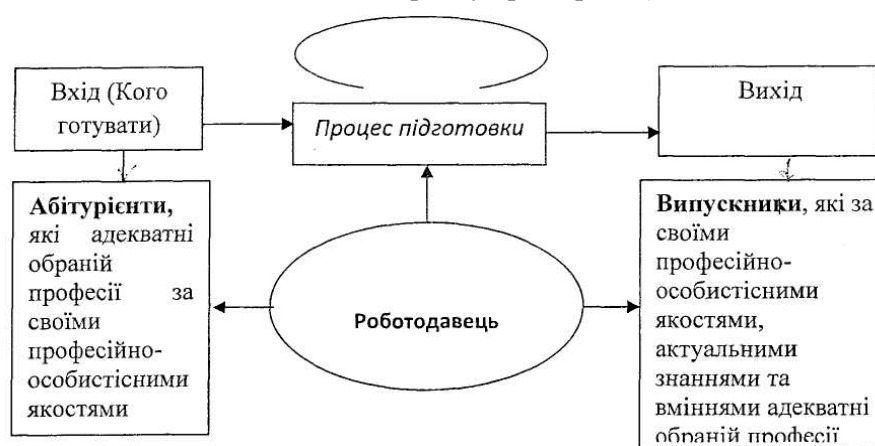 Вхід (Кого
готувати)
Процес підготовки
Вихід
Абітурієнти,
які адекватні
обраній
професії за
своїми
професійно-
особистісними
якостями
Роботодавець
Випускники, які за
своїми
професійно-
особистісними
якостями,
актуальними
знаннями та
вміннями адекватні
обраній професії